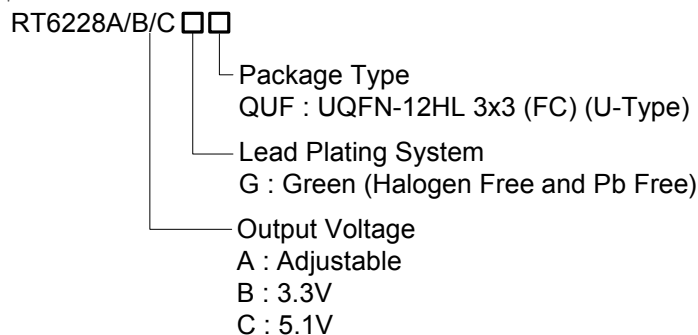 RT6228A/B/C
Package Type
QUF : UQFN-12HL 3x3 (FC) (U-Type)
Lead Plating System
G : Green (Halogen Free and Pb Free)
Output Voltage
A : Adjustable
B : 3.3V
C : 5.1V